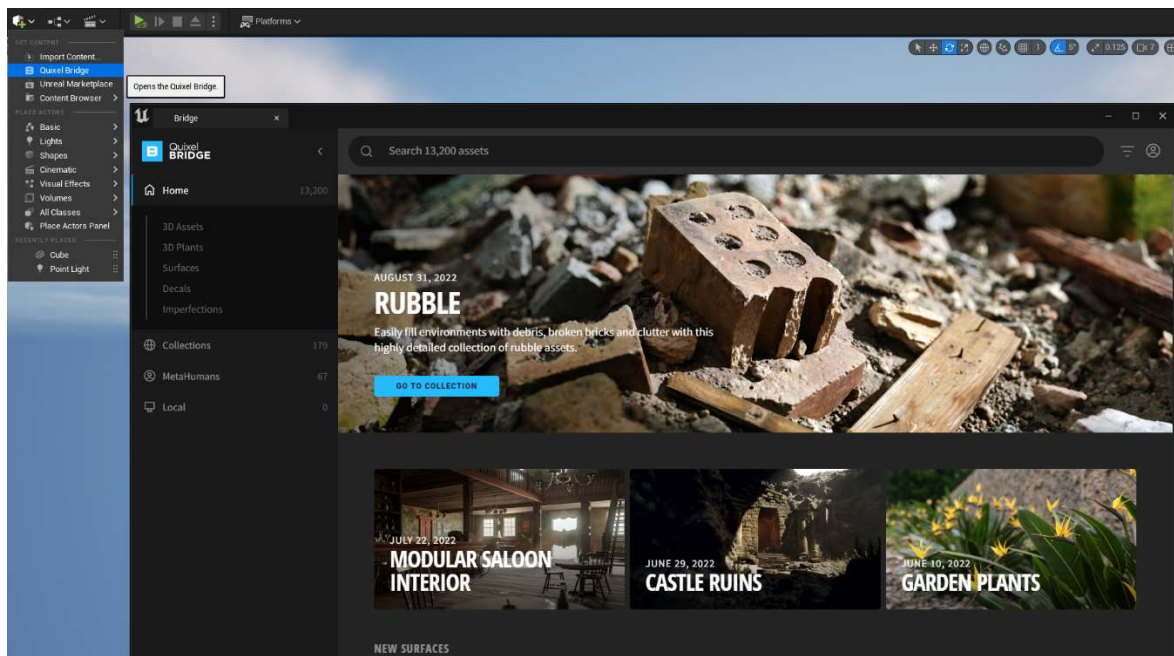 Platforms
GET CONTENT
Import Content...
Quixel Bridge
Unreal Marketplace
Content Browser
PLACE ACTORS
Basic
Lights
Shapes
Cinematic
Visual Effects
Volumes
All Classes
Place Actors Panel
RECENTLY PLACED
Cube
Point Light
Opens the Quixel Bridge.
1
5°
0.125
2
Bridge
Quixel
BRIDGE
Home 13,200
3D Assets
3D Plants
Surfaces
Decals
Imperfections
Collections 179
MetaHumans 67
Local 0
Search 13,200 assets
AUGUST 31, 2022
RUBBLE
Easily fill environments with debris, broken bricks and clutter with this
highly detailed collection of rubble assets.
GO TO COLLECTION
JULY 22, 2022
MODULAR SALOON
INTERIOR
JUNE 29, 2022
CASTLE RUINS
JUNE 10, 2022
GARDEN PLANTS
NEW SURFACES